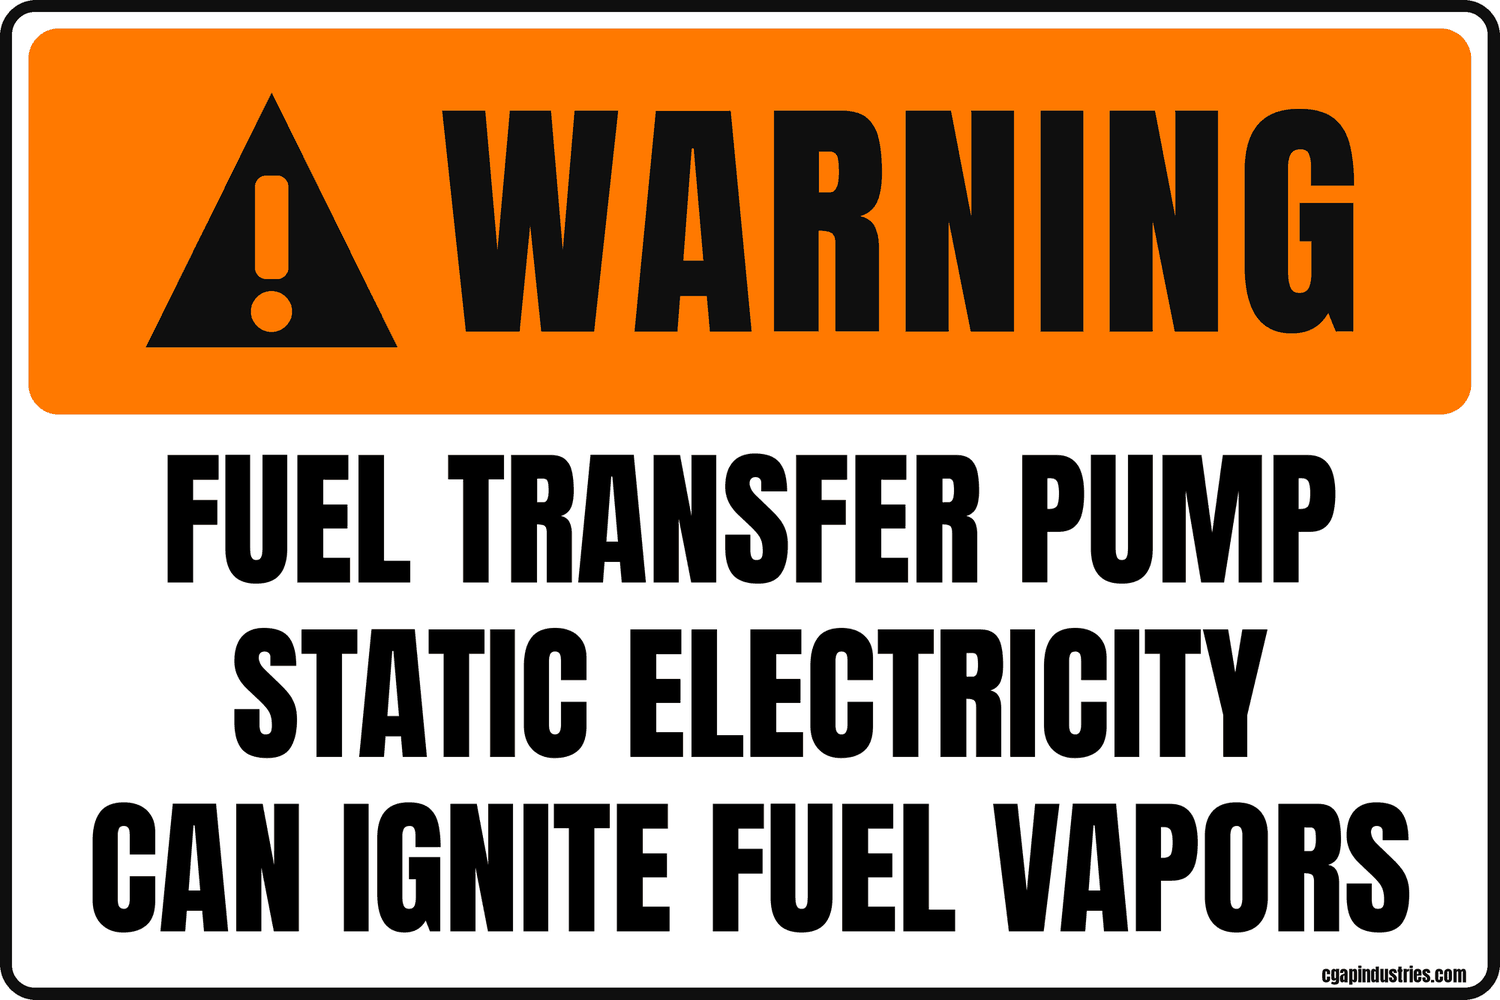 WARNING
FUEL TRANSFER PUMP
STATIC ELECTRICITY
CAN IGNITE FUEL VAPORS
cgapindustries.com